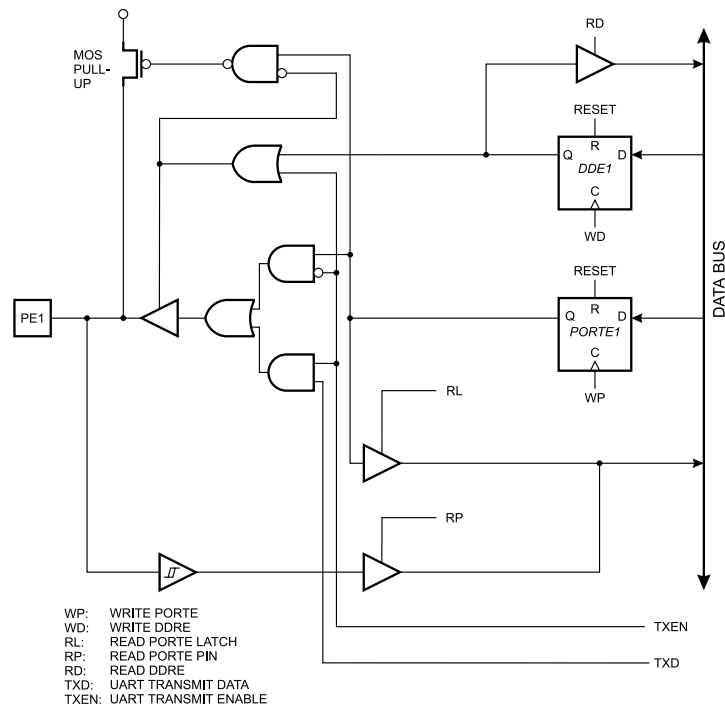 RD
MOS
PULL-
UP
RESET
R
Q
D
DDE1
C
WD
DATA BUS
RESET
R
Q
D
PE1
PORTE1
C
WP
RL
RP
WP: WRITE PORTE
WD: WRITE DDRE
RL: READ PORTE LATCH
RP: READ PORTE PIN
RD: READ DDRE
TXD: UART TRANSMIT DATA
TXEN: UART TRANSMIT ENABLE
TXEN
TXD